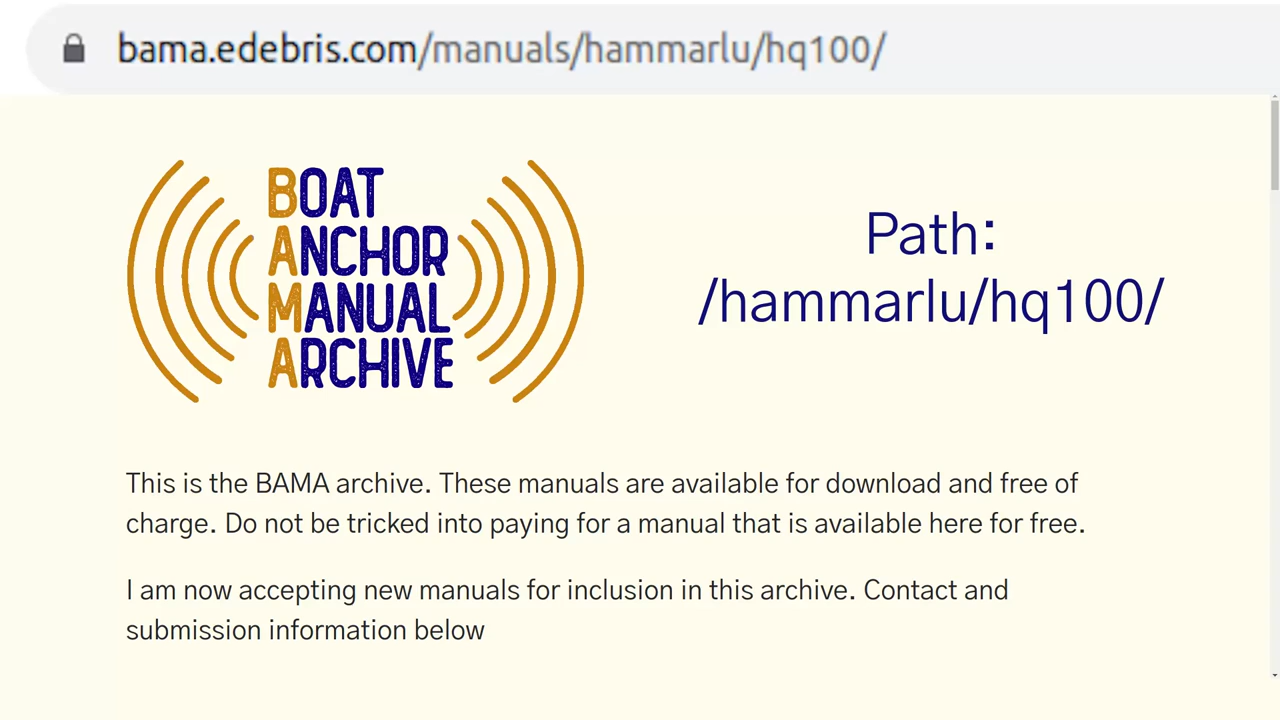 bama.edebris.com/manuals/hammarlu/hq100/
BOAT
ANCHOR
MANUAL
ARCHIVE
Path:
/hammarlu/hq100/
This is the BAMA archive. These manuals are available for download and free of
charge. Do not be tricked into paying for a manual that is available here for free.
I am now accepting new manuals for inclusion in this archive. Contact and
submission information below